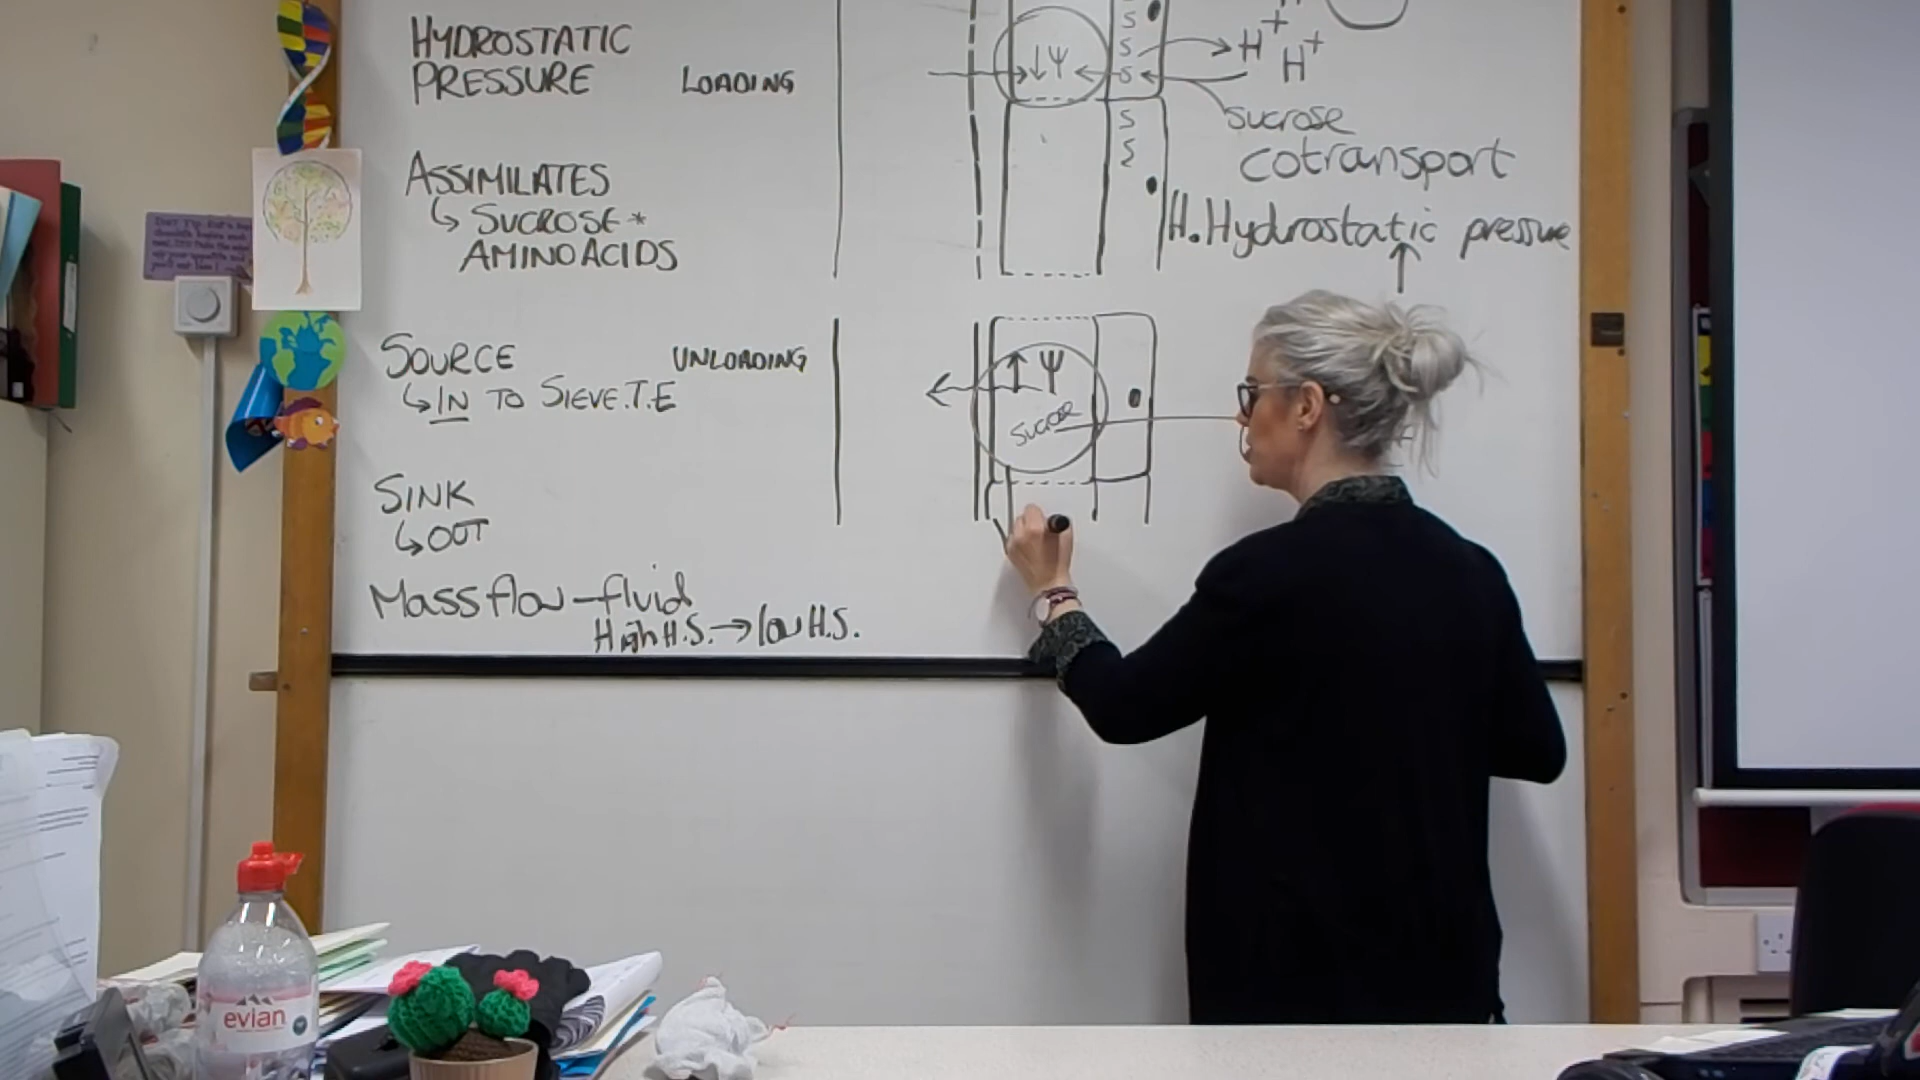 HYDROSTATIC
PRESSURE
LOADING
ASSIMILATES
↳ SUCROSE *
AMINO ACIDS
SOURCE
↳ IN TO SIEVE.T.E
UNLOADING
SINK
↳ OUT
Mass flow - fluid
High H.S. → low H.S.
S
S
S
S
↓Ψ
H+
H+
sucrose
cotransport
H. Hydrostatic pressure
↑
↑Ψ
evian